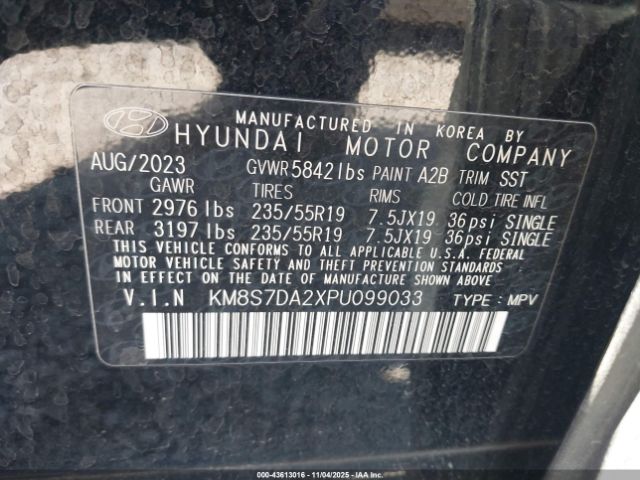 MANUFACTURED IN KOREA BY
HYUNDAI MOTOR COMPANY
AUG/2023 GVWR 5842 lbs PAINT A2B TRIM SST
GAWR TIRES RIMS COLD TIRE INFL
FRONT 2976 lbs 235/55R19 7.5JX19 36psi SINGLE
REAR 3197 lbs 235/55R19 7.5JX19 36psi SINGLE
THIS VEHICLE CONFORMS TO ALL APPLICABLE U.S.A. FEDERAL
MOTOR VEHICLE SAFETY AND THEFT PREVENTION STANDARDS
IN EFFECT ON THE DATE OF MANUFACTURE SHOWN ABOVE.
V.I.N KM8S7DA2XPU099033 TYPE : MPV
000-43613016 - 11/04/2025 - IAAI.COM